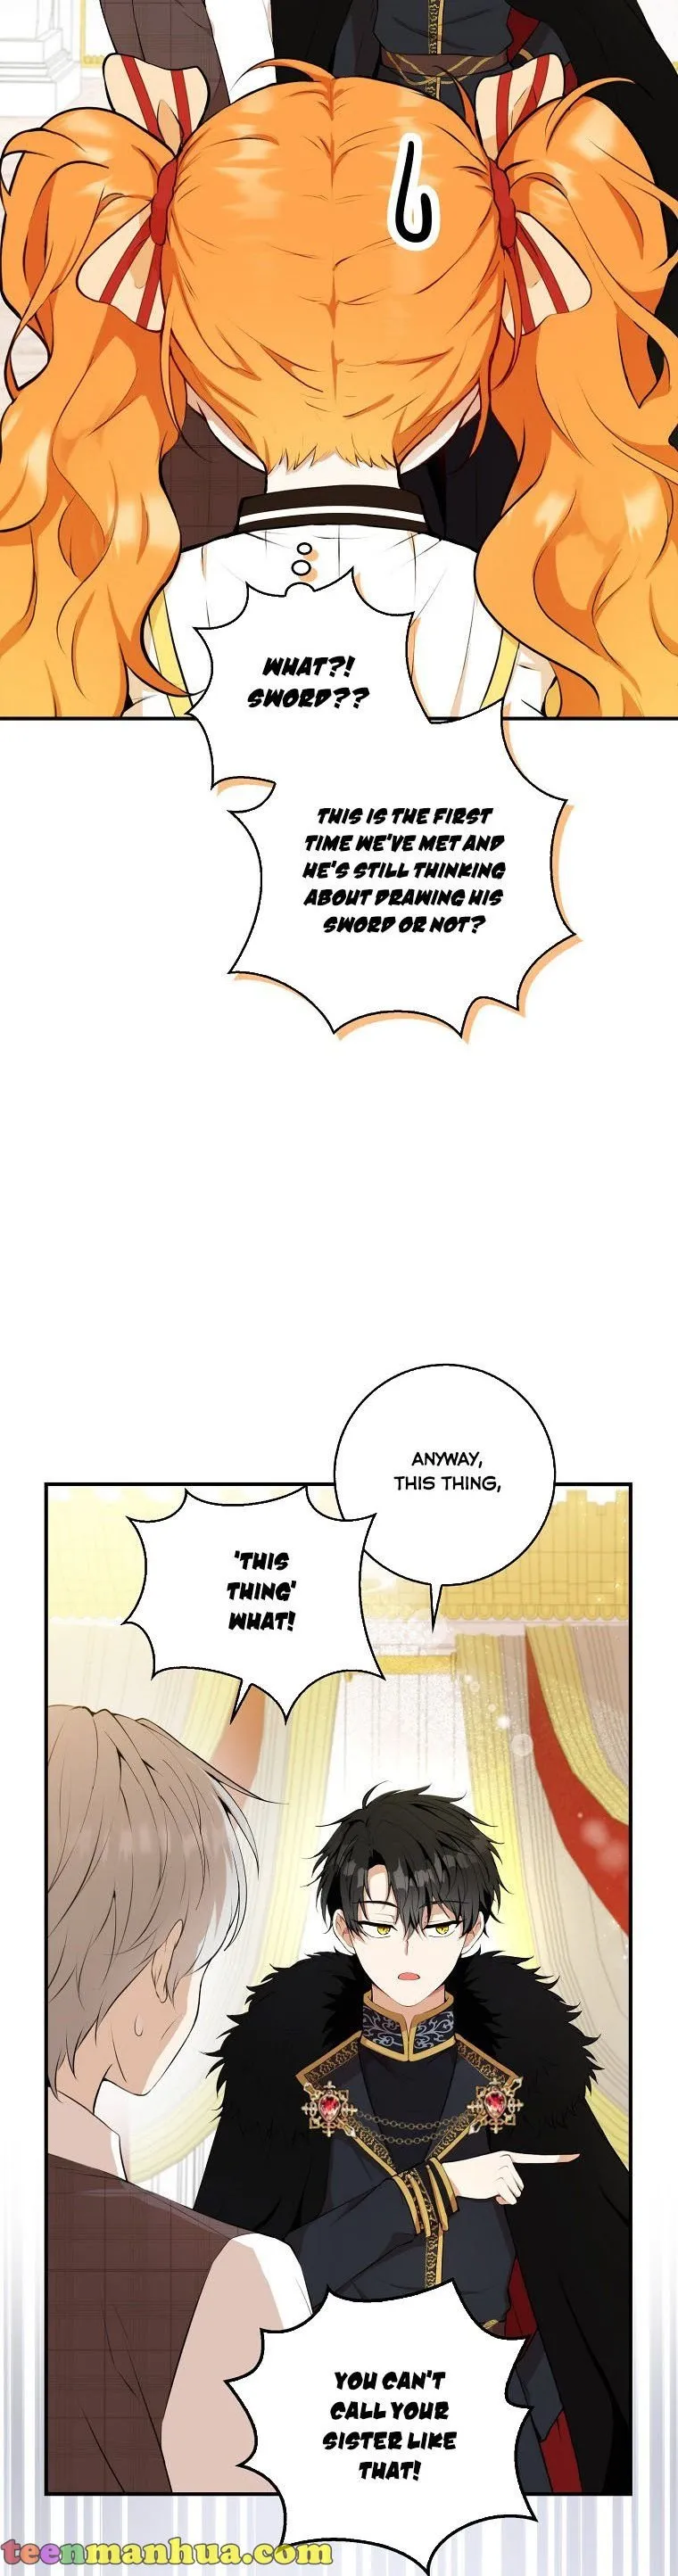 WHAT?!
SWORD??
THIS IS THE FIRST
TIME WE'VE MET AND
HE'S STILL THINKING
ABOUT DRAWING HIS
SWORD OR NOT?
ANYWAY,
THIS THING,
'THIS
THING'
WHAT!
YOU CAN'T
CALL YOUR
SISTER LIKE
THAT!
teenmanhua.com